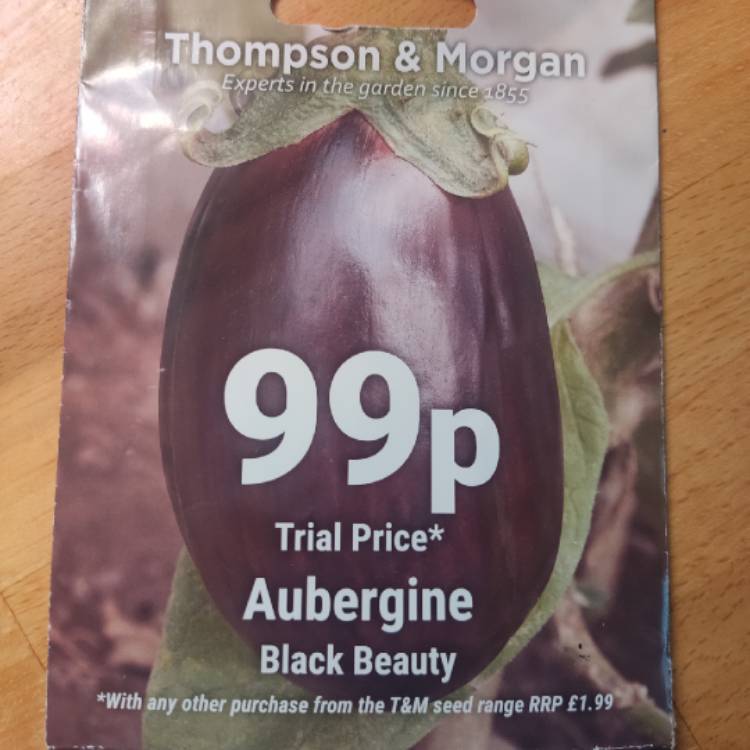 Thompson & Morgan
Experts in the garden since 1855
99p
Trial Price*
Aubergine
Black Beauty
*With any other purchase from the T&M seed range RRP £1.99